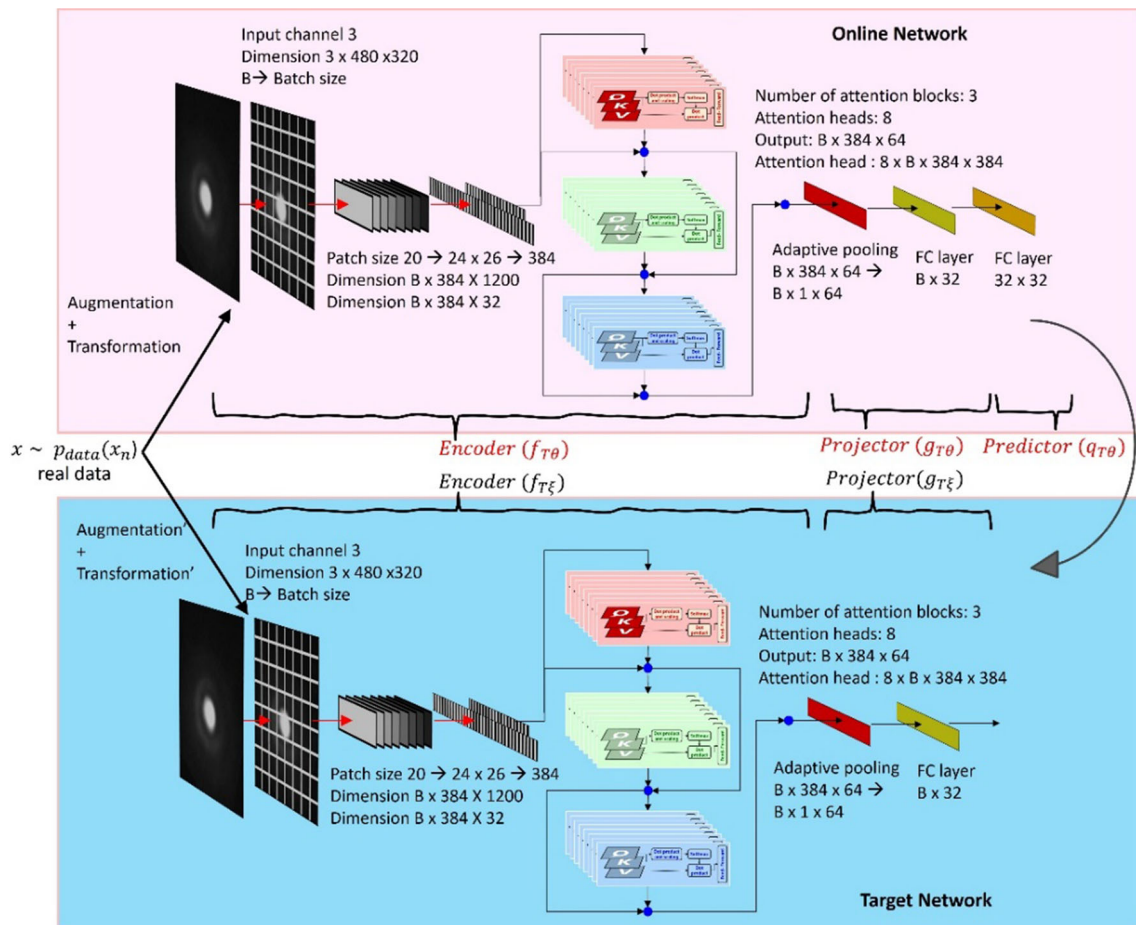 Input channel 3
Dimension 3 x 480 x320
B→ Batch size
Online Network
Number of attention blocks: 3
Attention heads: 8
Output: B x 384 x 64
Attention head : 8 x B x 384 x 384
Patch size 20 → 24 x 26 → 384
Dimension B x 384 X 1200
Dimension B x 384 X 32
Adaptive pooling
B x 384 x 64 →
B x 1 x 64
FC layer
B x 32
FC layer
32 x 32
Augmentation
+
Transformation
Encoder (f_Tθ)
Projector (g_Tθ)
Predictor (q_Tθ)
x ~ p_data(x_n)
real data
Encoder (f_Tξ)
Projector(g_Tξ)
Augmentation'
+
Transformation'
Input channel 3
Dimension 3 x 480 x320
B→ Batch size
Number of attention blocks: 3
Attention heads: 8
Output: B x 384 x 64
Attention head : 8 x B x 384 x 384
Patch size 20 → 24 x 26 → 384
Dimension B x 384 X 1200
Dimension B x 384 X 32
Adaptive pooling
B x 384 x 64 →
B x 1 x 64
FC layer
B x 32
Target Network